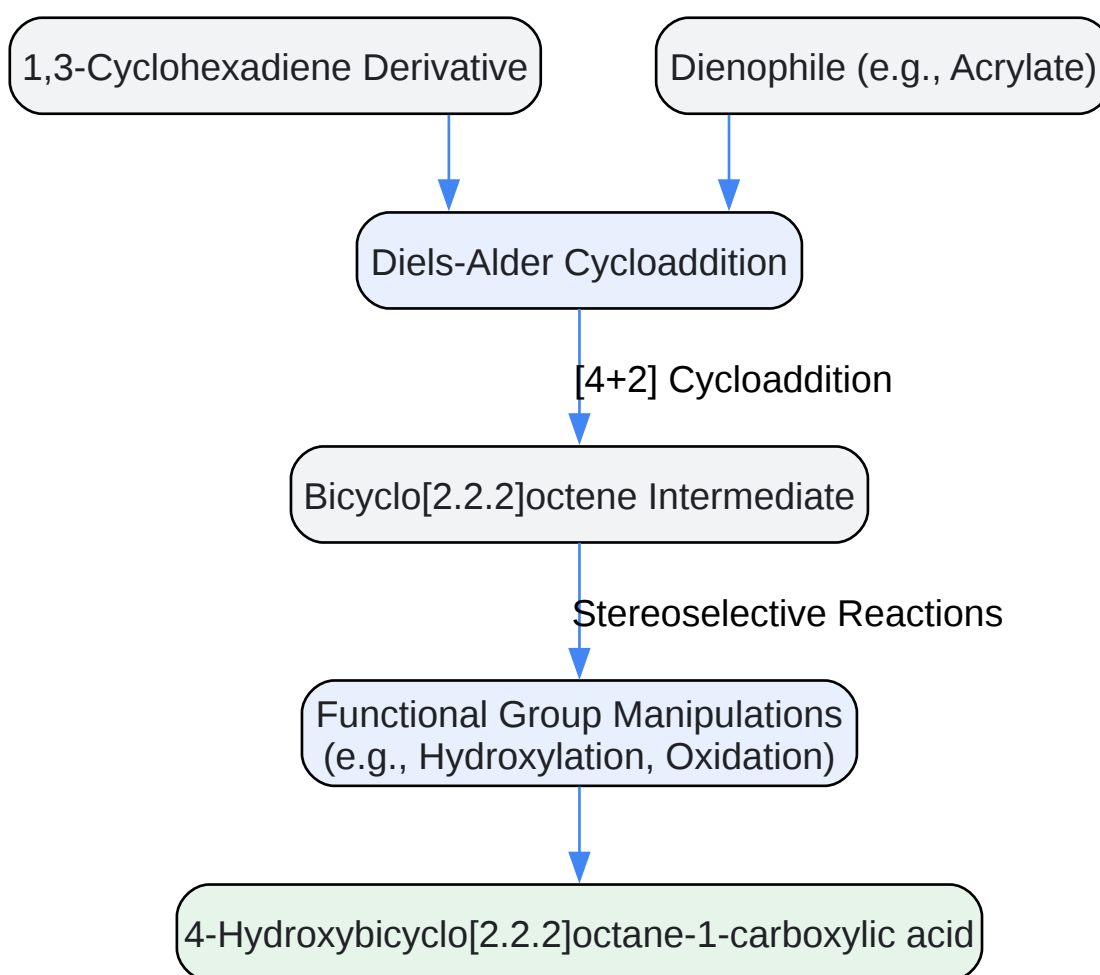 1,3-Cyclohexadiene Derivative
Dienophile (e.g., Acrylate)
Diels-Alder Cycloaddition
[4+2] Cycloaddition
Bicyclo[2.2.2]octene Intermediate
Stereoselective Reactions
Functional Group Manipulations
(e.g., Hydroxylation, Oxidation)
4-Hydroxybicyclo[2.2.2]octane-1-carboxylic acid